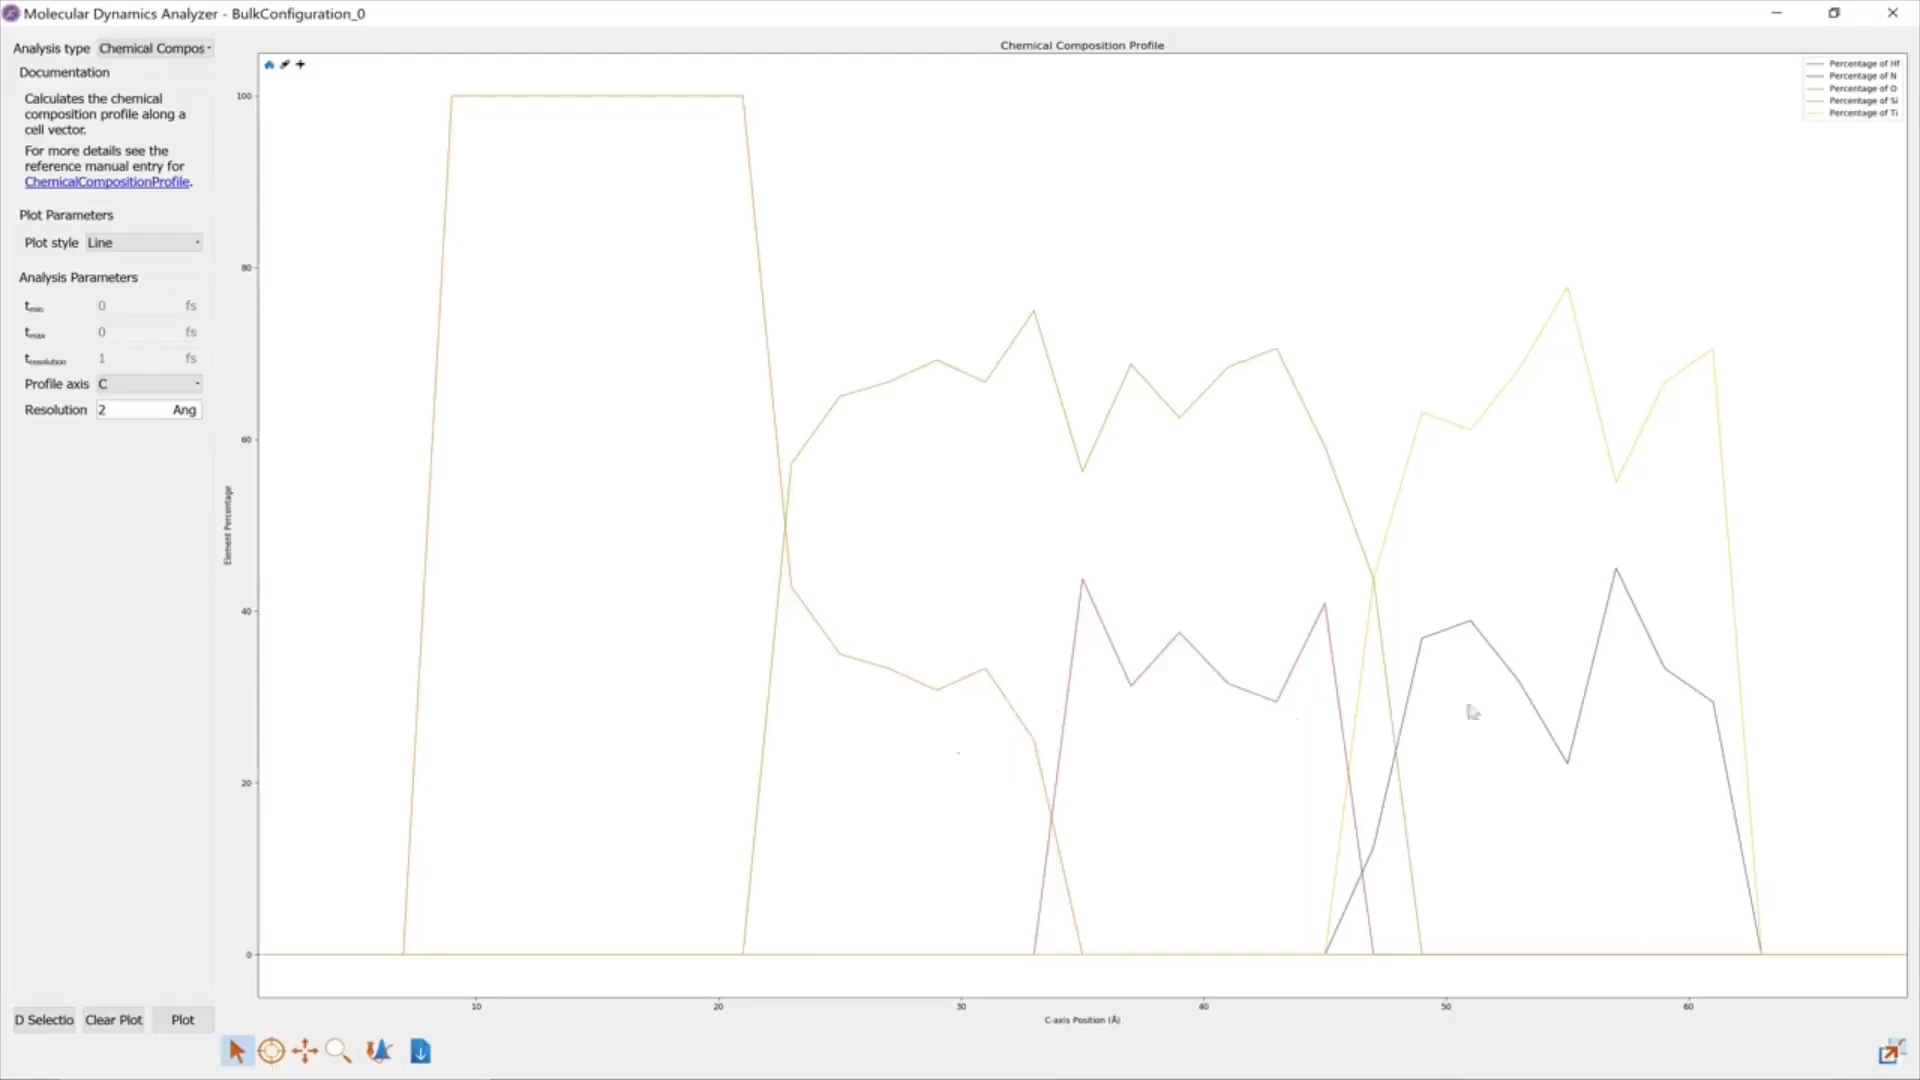 Molecular Dynamics Analyzer - BulkConfiguration_0
Analysis type Chemical Compos
Documentation
Calculates the chemical
composition profile along a
cell vector.
For more details see the
reference manual entry for
ChemicalCompositionProfile.
Plot Parameters
Plot style Line
Analysis Parameters
tmin 0 fs
tmax 0 fs
tresolution 1 fs
Profile axis C
Resolution 2 Ang
D Selectio
Clear Plot
Plot
Chemical Composition Profile
Percentage of Hf
Percentage of N
Percentage of O
Percentage of Si
Percentage of Ti
100
80
60
40
20
0
Element Percentage
10 20 30 40 50 60
C-axis Position (Å)